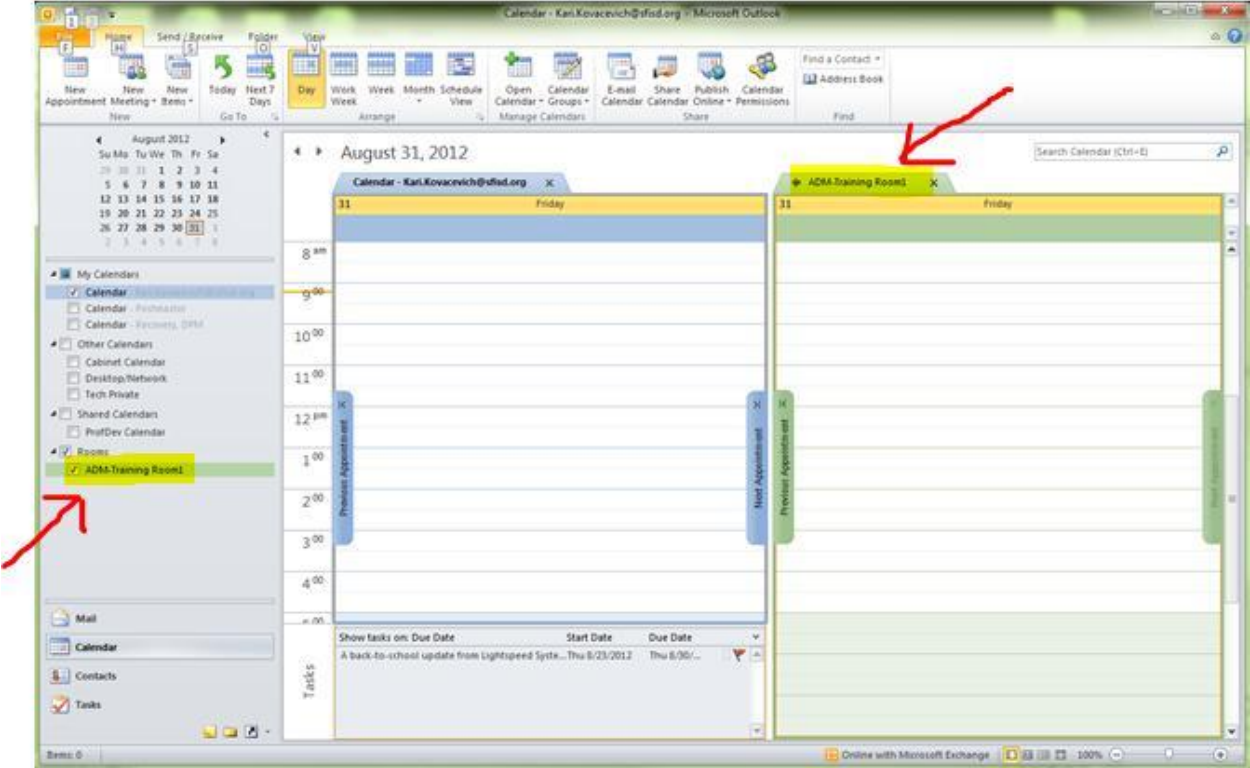 Calendar - Kari.Kovacevich@sfisd.org - Microsoft Outlook
1
File Home Send / Receive Folder View
F H S O V
New Appointment New Meeting New Items Today Next 7 Days Day Work Week Week Month Schedule View Open Calendar Calendar Groups E-mail Calendar Share Calendar Publish Online Calendar Permissions Find a Contact
Address Book
New Go To Arrange Manage Calendars Share Find
August 2012
Su Mo Tu We Th Fr Sa
29 30 31 1 2 3 4
5 6 7 8 9 10 11
12 13 14 15 16 17 18
19 20 21 22 23 24 25
26 27 28 29 30 31 1
2 3 4 5 6 7 8
My Calendars
Calendar
Calendar - Postmaster
Calendar - Recovery, DPM
Other Calendars
Cabinet Calendar
Desktop/Network
Tech Private
Shared Calendars
ProfDev Calendar
Rooms
ADM-Training Room1
Mail
Calendar
Contacts
Tasks
August 31, 2012
Search Calendar (Ctrl+E)
Calendar - Kari.Kovacevich@sfisd.org x
ADM-Training Room1 x
31 Friday
31 Friday
8 am
9 00
10 00
11 00
12 pm
1 00
2 00
3 00
4 00
Previous Appointment
Next Appointment
Previous Appointment
Next Appointment
Tasks
Show tasks on: Due Date Start Date Due Date
A back-to-school update from Lightspeed Syste... Thu 8/23/2012 Thu 8/30/...
Items: 0
Online with Microsoft Exchange 100%